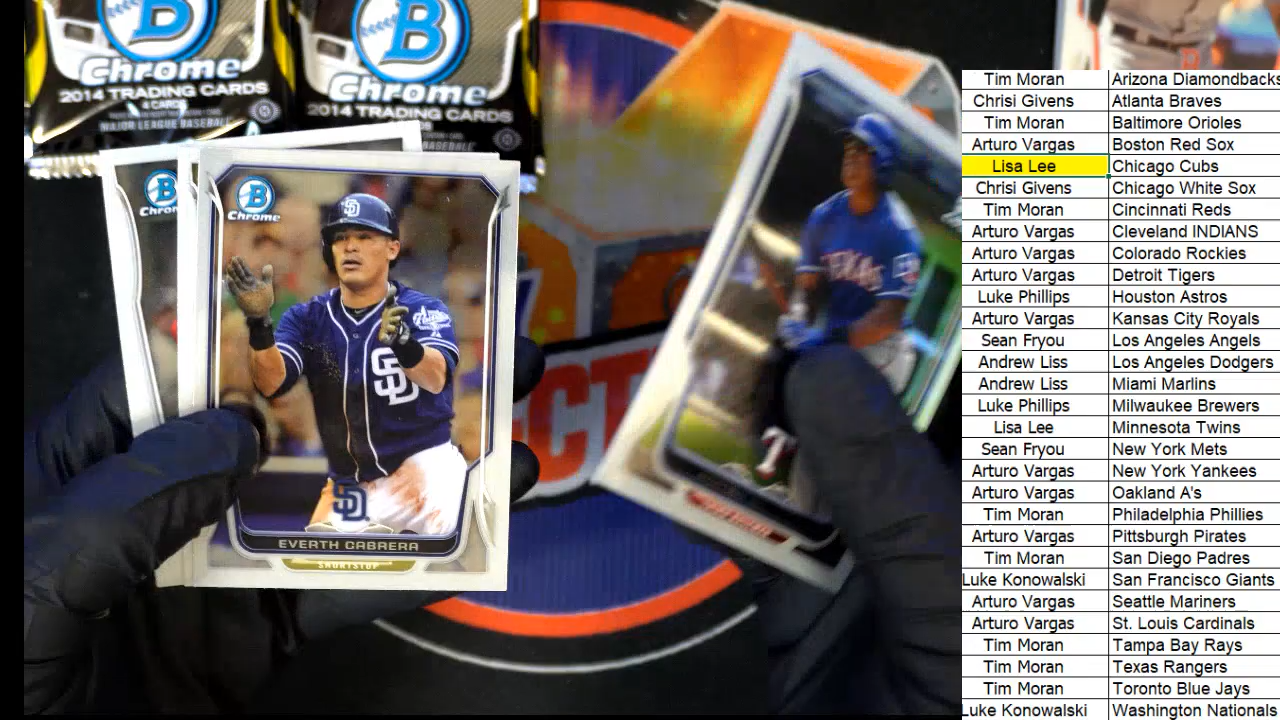 B
Chrome
2014 TRADING CARDS
4 CARDS
MAJOR LEAGUE BASEBALL
B
Chrome
2014 TRADING CARDS
BASEBALL
B
Chrome
B
Chrome
SD
SD
SD
EVERTH CABRERA
SHORTSTOP
TEXAS
T
ECT
Tim Moran Arizona Diamondbacks
Chrisi Givens Atlanta Braves
Tim Moran Baltimore Orioles
Arturo Vargas Boston Red Sox
Lisa Lee Chicago Cubs
Chrisi Givens Chicago White Sox
Tim Moran Cincinnati Reds
Arturo Vargas Cleveland INDIANS
Arturo Vargas Colorado Rockies
Arturo Vargas Detroit Tigers
Luke Phillips Houston Astros
Arturo Vargas Kansas City Royals
Sean Fryou Los Angeles Angels
Andrew Liss Los Angeles Dodgers
Andrew Liss Miami Marlins
Luke Phillips Milwaukee Brewers
Lisa Lee Minnesota Twins
Sean Fryou New York Mets
Arturo Vargas New York Yankees
Arturo Vargas Oakland A's
Tim Moran Philadelphia Phillies
Arturo Vargas Pittsburgh Pirates
Tim Moran San Diego Padres
Luke Konowalski San Francisco Giants
Arturo Vargas Seattle Mariners
Arturo Vargas St. Louis Cardinals
Tim Moran Tampa Bay Rays
Tim Moran Texas Rangers
Tim Moran Toronto Blue Jays
Luke Konowalski Washington Nationals